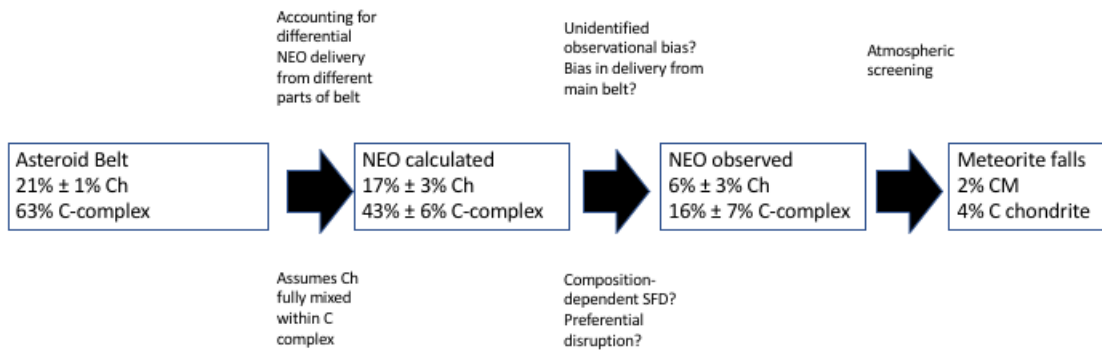 Accounting for
differential
NEO delivery
from different
parts of belt
Unidentified
observational bias?
Bias in delivery from
main belt?
Atmospheric
screening
Asteroid Belt
21% ± 1% Ch
63% C-complex
NEO calculated
17% ± 3% Ch
43% ± 6% C-complex
NEO observed
6% ± 3% Ch
16% ± 7% C-complex
Meteorite falls
2% CM
4% C chondrite
Assumes Ch
fully mixed
within C
complex
Composition-
dependent SFD?
Preferential
disruption?